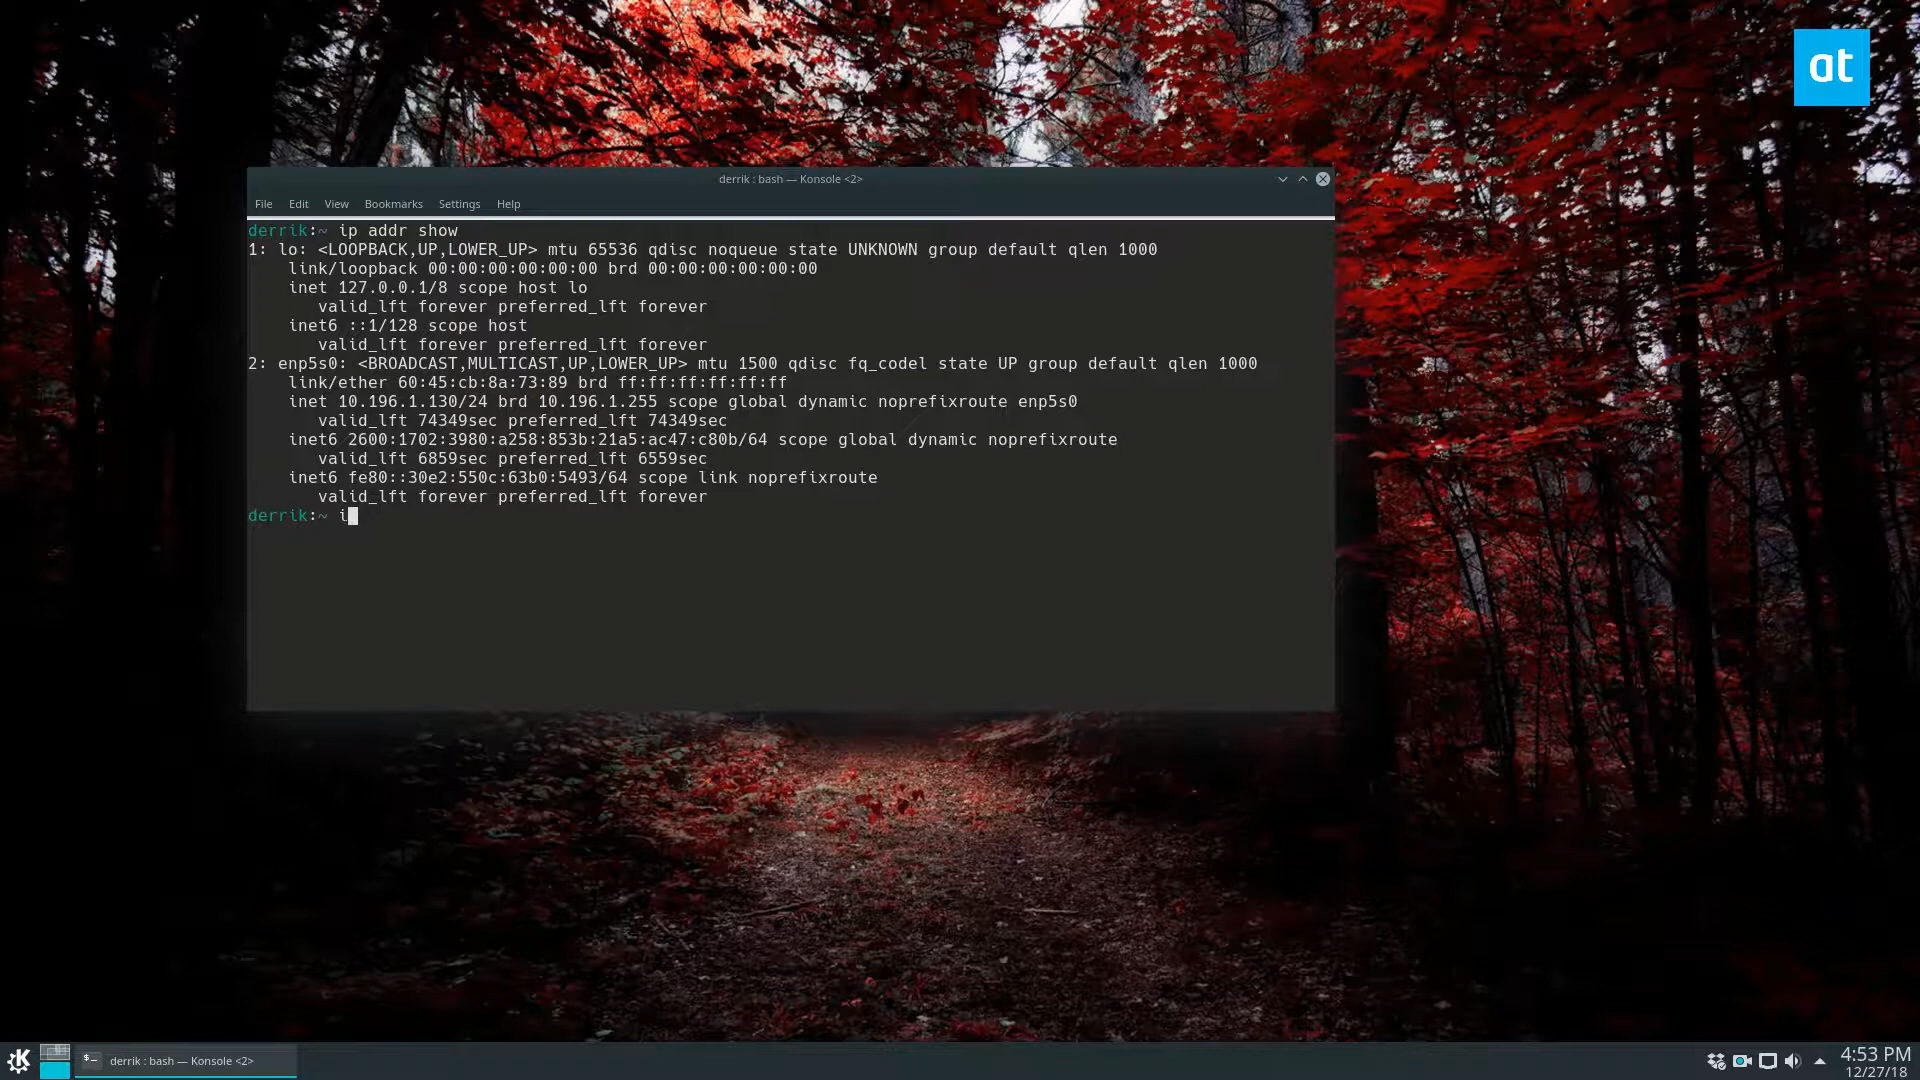 at
derrik : bash — Konsole <2>
File Edit View Bookmarks Settings Help
derrik:~ ip addr show
1: lo: <LOOPBACK,UP,LOWER_UP> mtu 65536 qdisc noqueue state UNKNOWN group default qlen 1000
link/loopback 00:00:00:00:00:00 brd 00:00:00:00:00:00
inet 127.0.0.1/8 scope host lo
valid_lft forever preferred_lft forever
inet6 ::1/128 scope host
valid_lft forever preferred_lft forever
2: enp5s0: <BROADCAST,MULTICAST,UP,LOWER_UP> mtu 1500 qdisc fq_codel state UP group default qlen 1000
link/ether 60:45:cb:8a:73:89 brd ff:ff:ff:ff:ff:ff
inet 10.196.1.130/24 brd 10.196.1.255 scope global dynamic noprefixroute enp5s0
valid_lft 74349sec preferred_lft 74349sec
inet6 2600:1702:3980:a258:853b:21a5:ac47:c80b/64 scope global dynamic noprefixroute
valid_lft 6859sec preferred_lft 6559sec
inet6 fe80::30e2:550c:63b0:5493/64 scope link noprefixroute
valid_lft forever preferred_lft forever
derrik:~ i
derrik : bash — Konsole <2>
4:53 PM
12/27/18